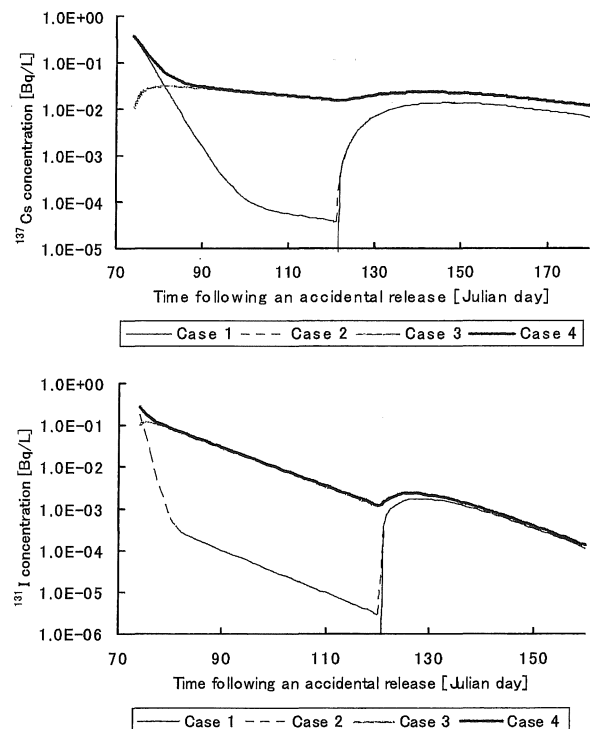 1.0E+00
1.0E-01
1.0E-02
1.0E-03
1.0E-04
1.0E-05
137Cs concentration [Bq/L]
70 90 110 130 150 170
Time following an accidental release [Julian day]
Case 1 Case 2 Case 3 Case 4
1.0E+00
1.0E-01
1.0E-02
1.0E-03
1.0E-04
1.0E-05
1.0E-06
131I concentration [Bq/L]
70 90 110 130 150
Time following an accidental release [Julian day]
Case 1 Case 2 Case 3 Case 4